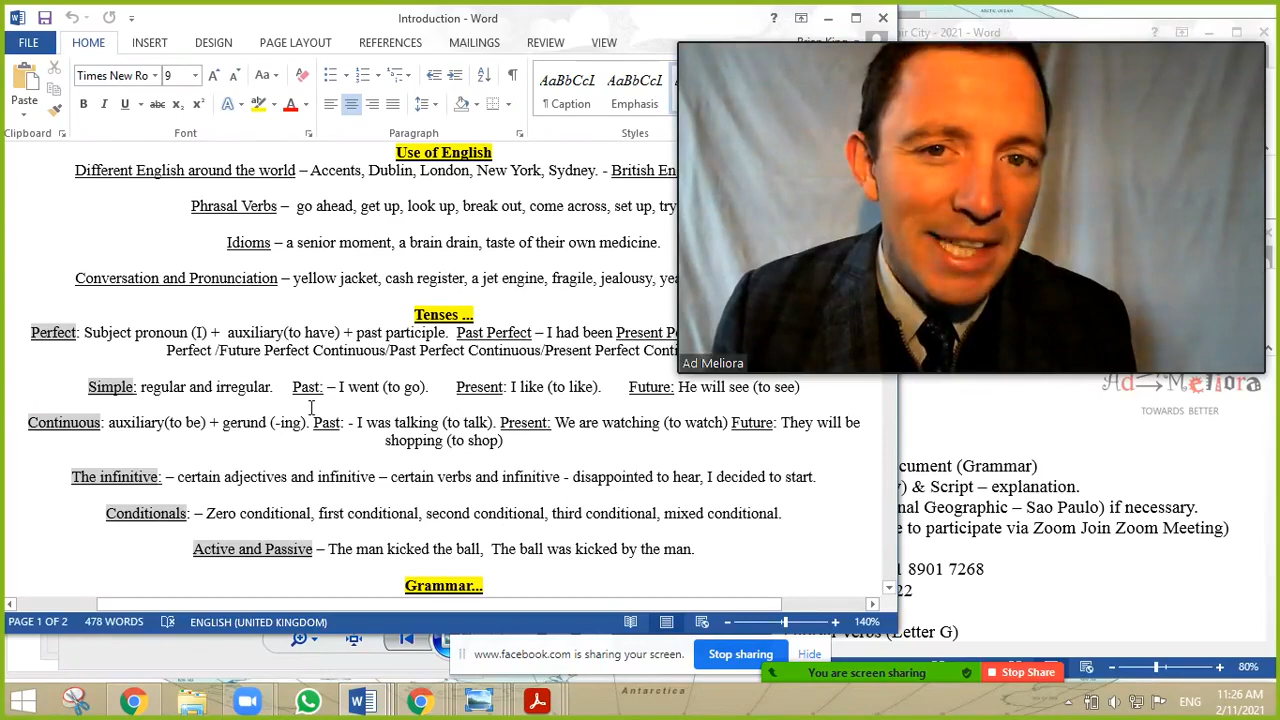 Introduction - Word
FILE HOME INSERT DESIGN PAGE LAYOUT REFERENCES MAILINGS REVIEW VIEW
Times New Ro 9
Paste
AaBbCcL AaBbCcL
¶ Caption Emphasis
Clipboard Font Paragraph Styles
Use of English
Different English around the world – Accents, Dublin, London, New York, Sydney. - British En
Phrasal Verbs – go ahead, get up, look up, break out, come across, set up, try
Idioms – a senior moment, a brain drain, taste of their own medicine.
Conversation and Pronunciation – yellow jacket, cash register, a jet engine, fragile, jealousy, yea
Tenses ...
Perfect: Subject pronoun (I) + auxiliary(to have) + past participle. Past Perfect – I had been Present P
Perfect /Future Perfect Continuous/Past Perfect Continuous/Present Perfect Conti
Simple: regular and irregular. Past: – I went (to go). Present: I like (to like). Future: He will see (to see)
Continuous: auxiliary(to be) + gerund (-ing). Past: - I was talking (to talk). Present: We are watching (to watch) Future: They will be
shopping (to shop)
The infinitive: – certain adjectives and infinitive – certain verbs and infinitive - disappointed to hear, I decided to start.
Conditionals: – Zero conditional, first conditional, second conditional, third conditional, mixed conditional.
Active and Passive – The man kicked the ball, The ball was kicked by the man.
Grammar...
PAGE 1 OF 2 478 WORDS ENGLISH (UNITED KINGDOM) 140%
ir City - 2021 - Word
Ad Meliora
Ad Meliora
TOWARDS BETTER
ocument (Grammar)
y) & Script – explanation.
nal Geographic – Sao Paulo) if necessary.
e to participate via Zoom Join Zoom Meeting)
1 8901 7268
22
Verbs (Letter G)
80%
www.facebook.com is sharing your screen. Stop sharing Hide
You are screen sharing Stop Share
Antarctica
ENG
11:26 AM
2/11/2021